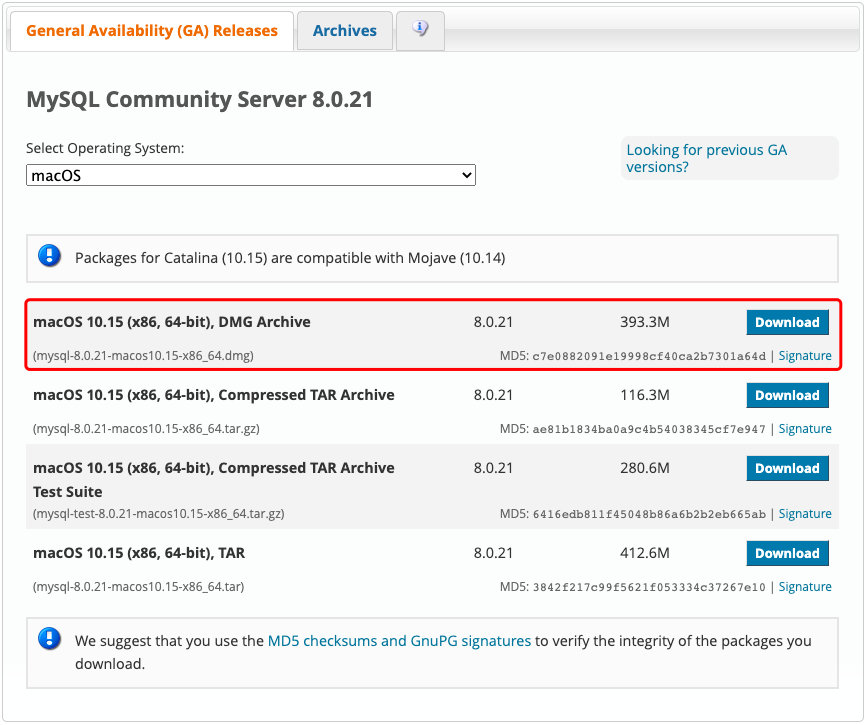 General Availability (GA) Releases
Archives
MySQL Community Server 8.0.21
Select Operating System:
macOS
Looking for previous GA
versions?
Packages for Catalina (10.15) are compatible with Mojave (10.14)
macOS 10.15 (x86, 64-bit), DMG Archive 8.0.21 393.3M Download
(mysql-8.0.21-macos10.15-x86_64.dmg) MD5: c7e0882091e19998cf40ca2b7301a64d | Signature
macOS 10.15 (x86, 64-bit), Compressed TAR Archive 8.0.21 116.3M Download
(mysql-8.0.21-macos10.15-x86_64.tar.gz) MD5: ae81b1834ba0a9c4b54038345cf7e947 | Signature
macOS 10.15 (x86, 64-bit), Compressed TAR Archive 8.0.21 280.6M Download
Test Suite
(mysql-test-8.0.21-macos10.15-x86_64.tar.gz) MD5: 6416edb811f45048b86a6b2b2eb665ab | Signature
macOS 10.15 (x86, 64-bit), TAR 8.0.21 412.6M Download
(mysql-8.0.21-macos10.15-x86_64.tar) MD5: 3842f217c99f5621f053334c37267e10 | Signature
We suggest that you use the MD5 checksums and GnuPG signatures to verify the integrity of the packages you
download.